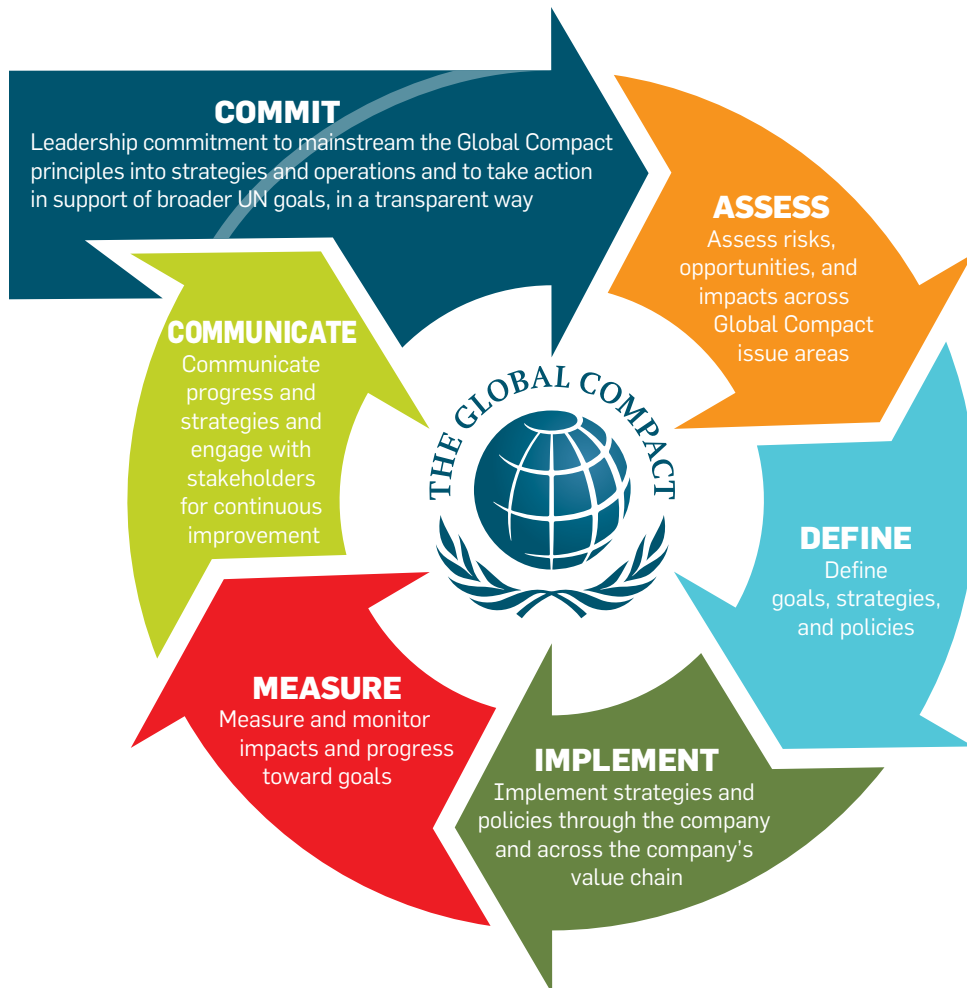 COMMIT
Leadership commitment to mainstream the Global Compact
principles into strategies and operations and to take action
in support of broader UN goals, in a transparent way
ASSESS
Assess risks,
opportunities, and
impacts across
Global Compact
issue areas
DEFINE
Define
goals, strategies,
and policies
IMPLEMENT
Implement strategies and
policies through the company
and across the company’s
value chain
MEASURE
Measure and monitor
impacts and progress
toward goals
COMMUNICATE
Communicate
progress and
strategies and
engage with
stakeholders
for continuous
improvement
THE GLOBAL COMPACT